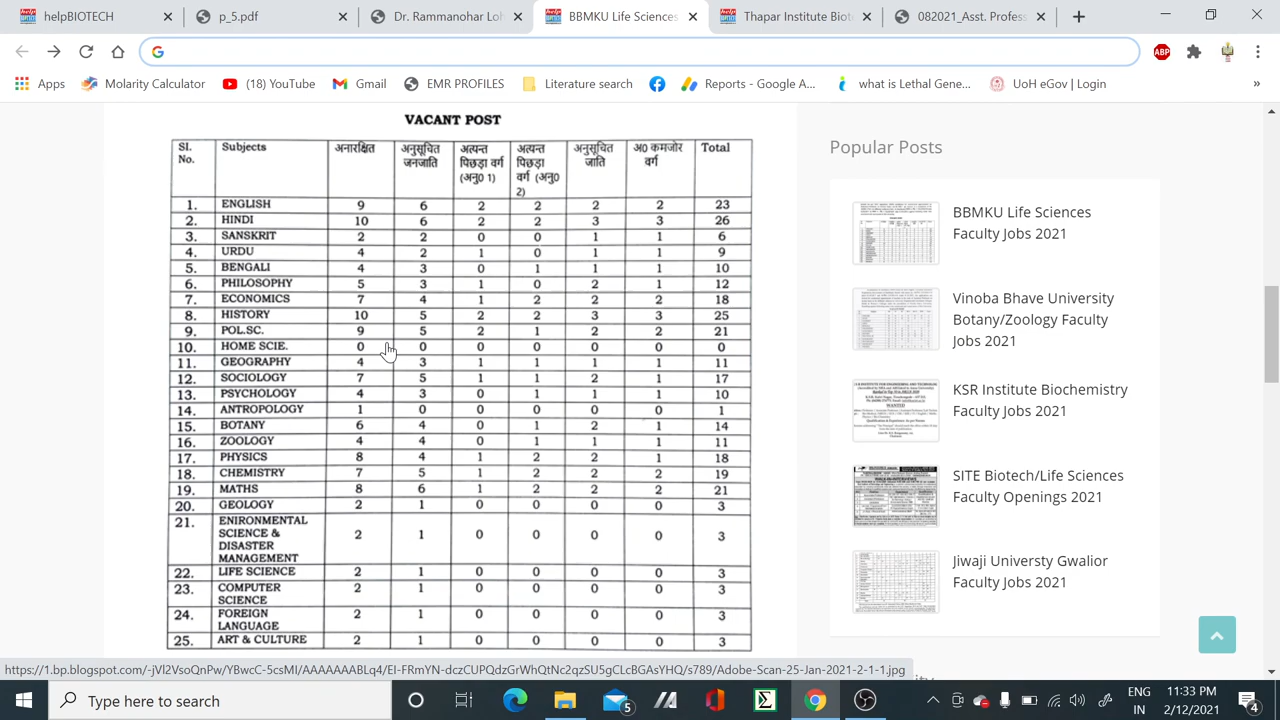 helpBIOTECH
p_5.pdf
Dr. Rammanohar Loh
BBMKU Life Sciences
Thapar Institute Biot
082021_Asst. Profess
ABP
Apps
Morality Calculator
(18) YouTube
Gmail
EMR PROFILES
Literature search
Reports - Google A...
what is Lethal Gene...
UoH eGov | Login
»
VACANT POST
Sl. No. Subjects अनारक्षित अनुसूचित जनजाति अत्यन्त पिछड़ा वर्ग (अनु0 1) अत्यन्त पिछड़ा वर्ग (अनु0 2) अनुसूचित जाति अ0 कमजोर वर्ग Total
1. ENGLISH 9 6 2 2 2 2 23
2. HINDI 10 6 2 2 3 3 26
3. SANSKRIT 2 2 0 0 1 1 6
4. URDU 4 2 1 0 1 1 9
5. BENGALI 4 3 0 1 1 1 10
6. PHILOSOPHY 5 3 1 0 2 1 12
7. ECONOMICS 7 5 1 2 2 1 18
8. HISTORY 10 5 2 2 3 3 25
9. POL.SC. 9 5 2 1 2 2 21
10. HOME SCIE. 0 0 0 0 0 0 0
11. GEOGRAPHY 4 3 1 1 1 1 11
12. SOCIOLOGY 7 5 1 1 2 1 17
13. PSYCHOLOGY 4 3 0 1 1 1 10
14. ANTROPOLOGY 1 0 0 0 0 0 1
15. BOTANY 6 4 0 1 2 1 14
16. ZOOLOGY 4 4 0 1 1 1 11
17. PHYSICS 8 4 1 2 2 1 18
18. CHEMISTRY 7 5 1 2 2 2 19
19. MATHS 8 6 1 2 2 2 21
20. GEOLOGY 2 1 0 0 0 0 3
21. ENIRONMENTAL SCIENCE & DISASTER MANAGEMENT 2 1 0 0 0 0 3
22. LIFE SCIENCE 2 1 0 0 0 0 3
23. COMPUTER SCIENCE 2 1 0 0 0 0 3
24. FOREIGN LANGUAGE 2 1 0 0 0 0 3
25. ART & CULTURE 2 1 0 0 0 0 3
Popular Posts
BBMKU Life Sciences
Faculty Jobs 2021
Vinoba Bhave University
Botany/Zoology Faculty
Jobs 2021
KSR Institute Biochemistry
Faculty Jobs 2021
SITE Biotech/Life Sciences
Faculty Openings 2021
Jiwaji Universty Gwalior
Faculty Jobs 2021
Type here to search
5
ENG
IN
11:33 PM
2/12/2021
4